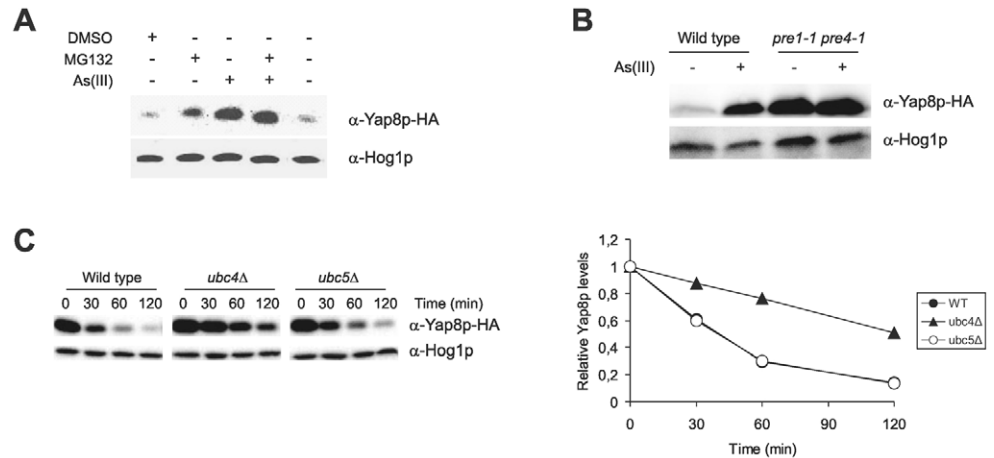 A
DMSO + - - - -
MG132 - + - + -
As(III) - - + + -
α-Yap8p-HA
α-Hog1p
B
Wild type pre1-1 pre4-1
As(III) - + - +
α-Yap8p-HA
α-Hog1p
C
Wild type ubc4Δ ubc5Δ
0 30 60 120 0 30 60 120 0 30 60 120 Time (min)
α-Yap8p-HA
α-Hog1p
Relative Yap8p levels
1,2
1
0,8
0,6
0,4
0,2
0
0 30 60 90 120
Time (min)
WT
ubc4Δ
ubc5Δ